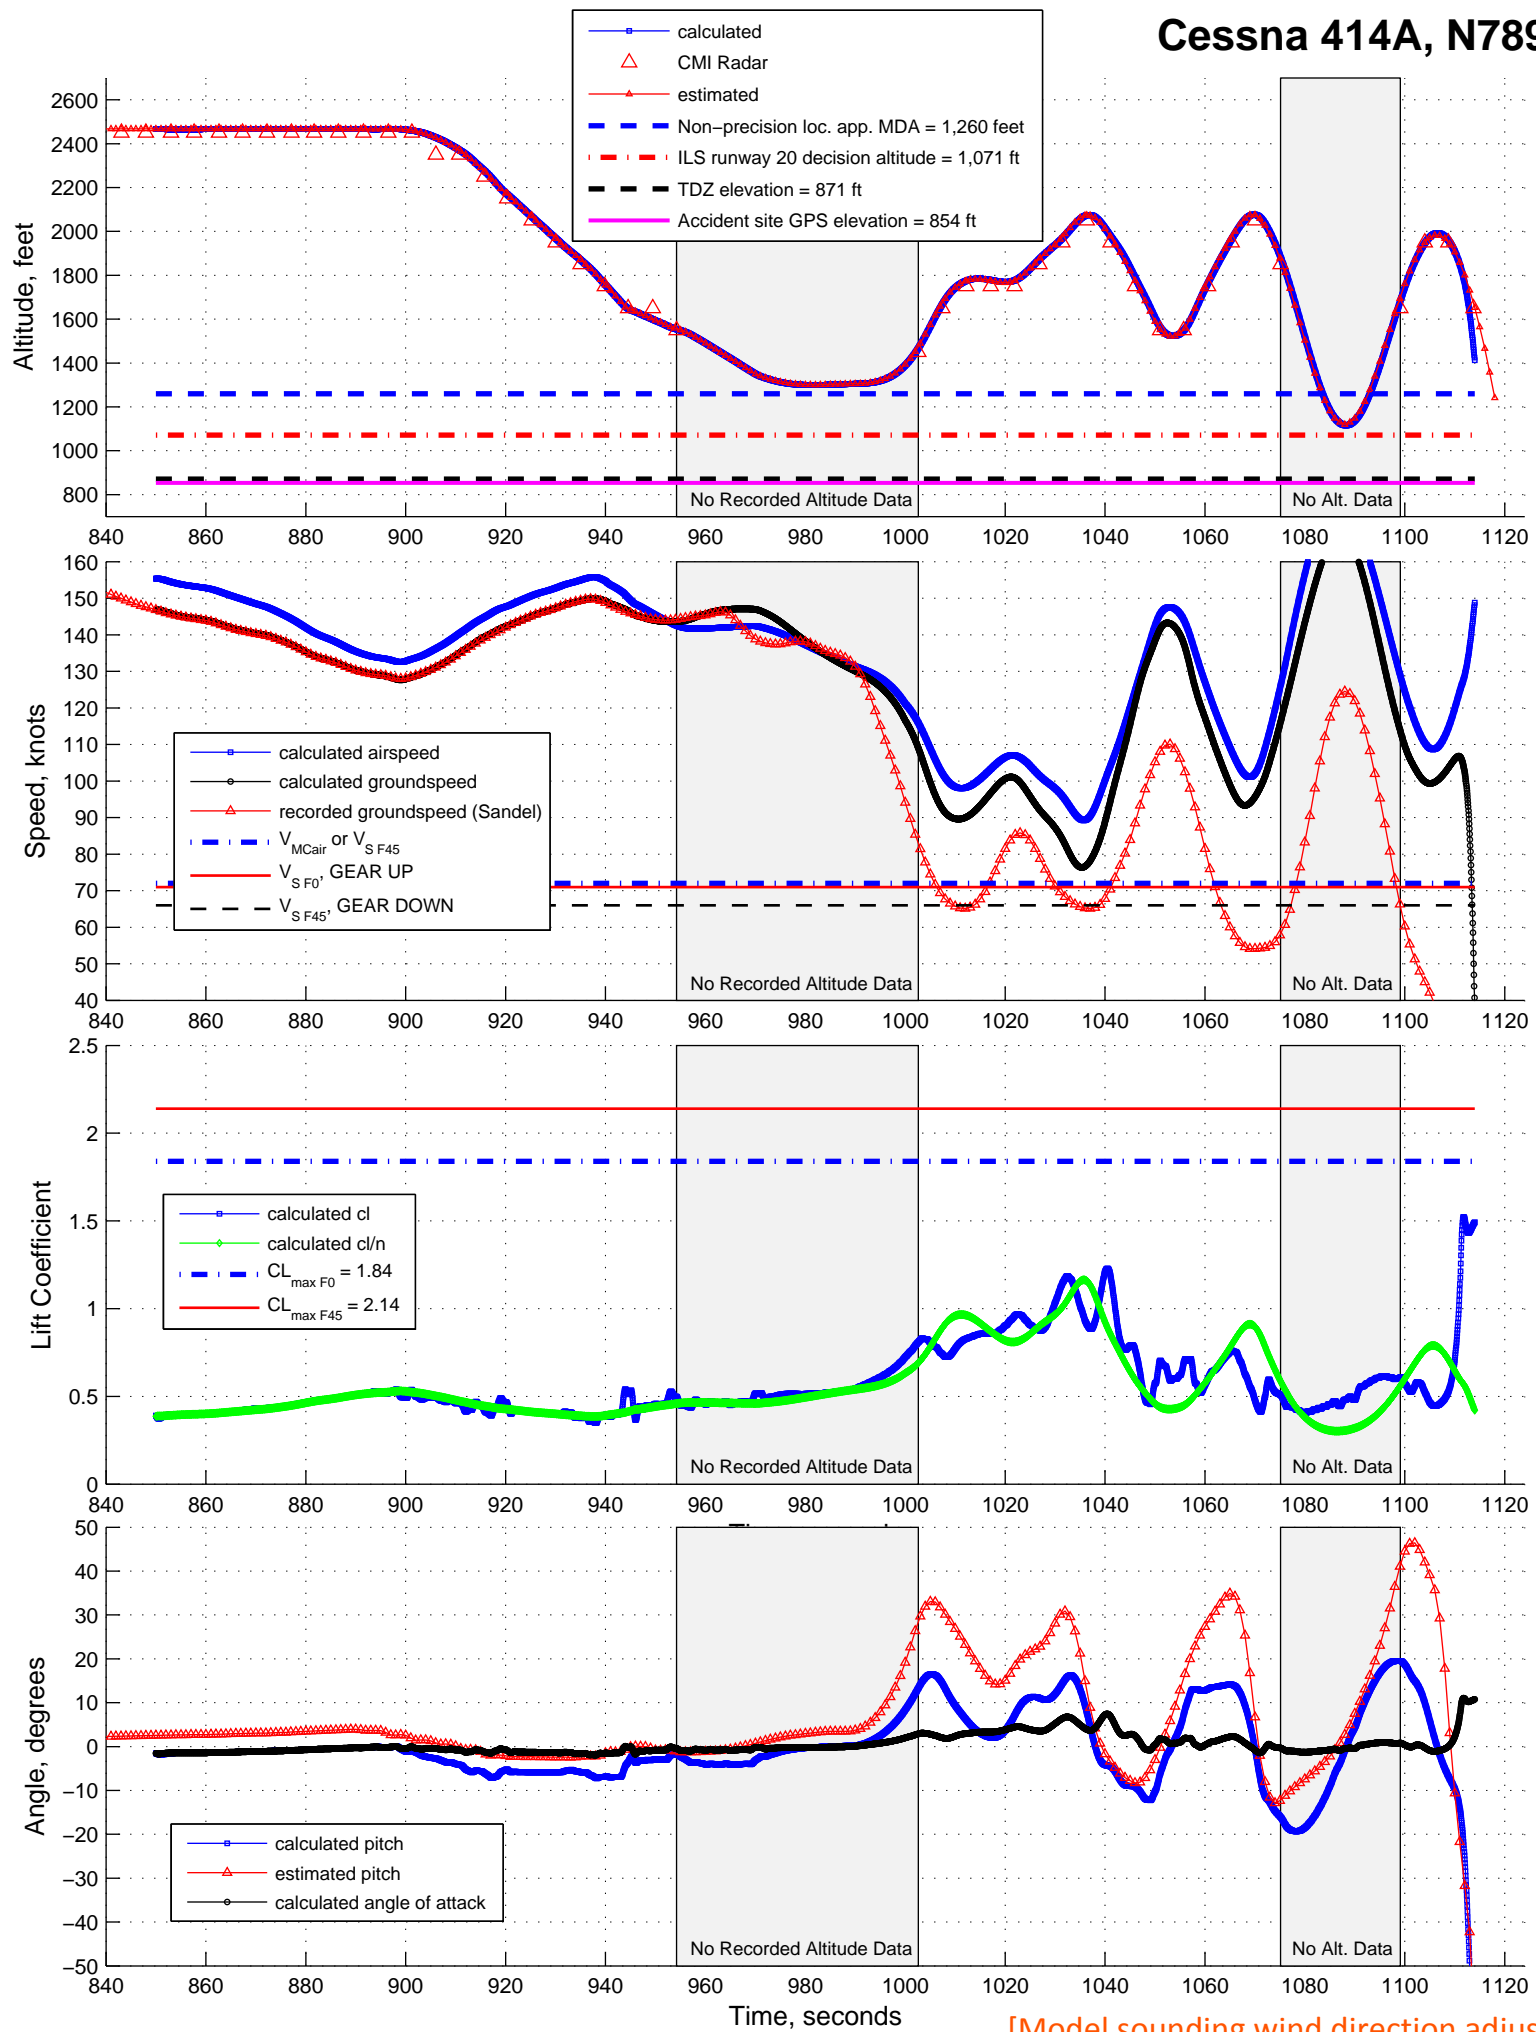 Cessna 414A, N789
calculated
CMI Radar
estimated
Non−precision loc. app. MDA = 1,260 feet
ILS runway 20 decision altitude = 1,071 ft
TDZ elevation = 871 ft
Accident site GPS elevation = 854 ft
Altitude, feet
2600
2400
2200
2000
1800
1600
1400
1200
1000
800
No Recorded Altitude Data
No Alt. Data
840 860 880 900 920 940 960 980 1000 1020 1040 1060 1080 1100 1120
Speed, knots
160
150
140
130
120
110
100
90
80
70
60
50
40
calculated airspeed
calculated groundspeed
recorded groundspeed (Sandel)
VMCair or VS F45
VS F0, GEAR UP
VS F45, GEAR DOWN
No Recorded Altitude Data
No Alt. Data
840 860 880 900 920 940 960 980 1000 1020 1040 1060 1080 1100 1120
Lift Coefficient
2.5
2
1.5
1
0.5
0
calculated cl
calculated cl/n
CLmax F0 = 1.84
CLmax F45 = 2.14
No Recorded Altitude Data
No Alt. Data
840 860 880 900 920 940 960 980 1000 1020 1040 1060 1080 1100 1120
Angle, degrees
50
40
30
20
10
0
−10
−20
−30
−40
−50
calculated pitch
estimated pitch
calculated angle of attack
No Recorded Altitude Data
No Alt. Data
840 860 880 900 920 940 960 980 1000 1020 1040 1060 1080 1100 1120
Time, seconds
[Model sounding wind direction adjus